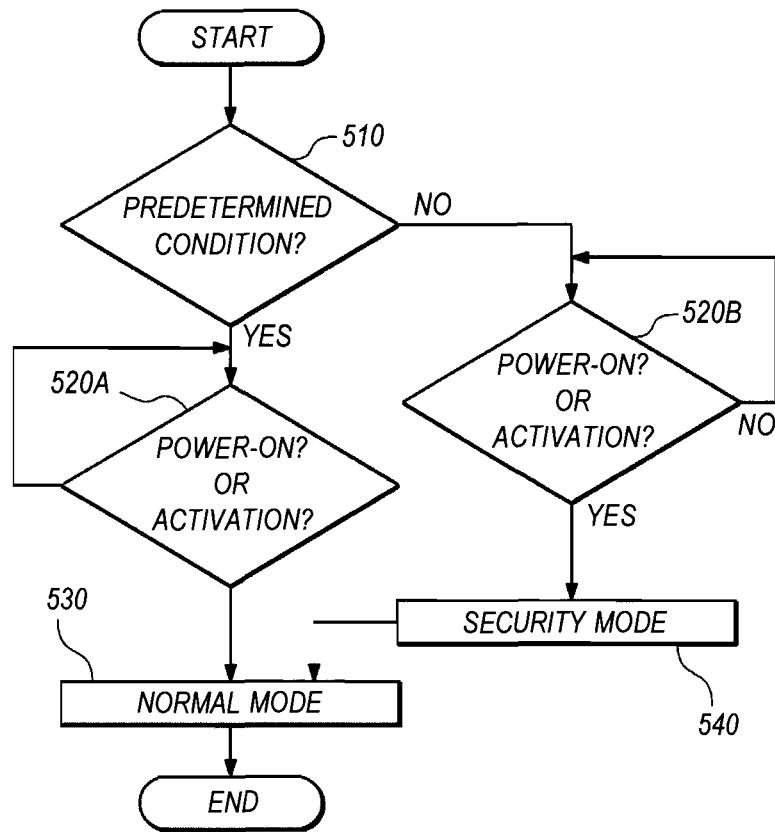 START
510
PREDETERMINED
CONDITION?
NO
YES
520B
POWER-ON?
OR
ACTIVATION?
NO
YES
520A
POWER-ON?
OR
ACTIVATION?
530
SECURITY MODE
540
NORMAL MODE
END